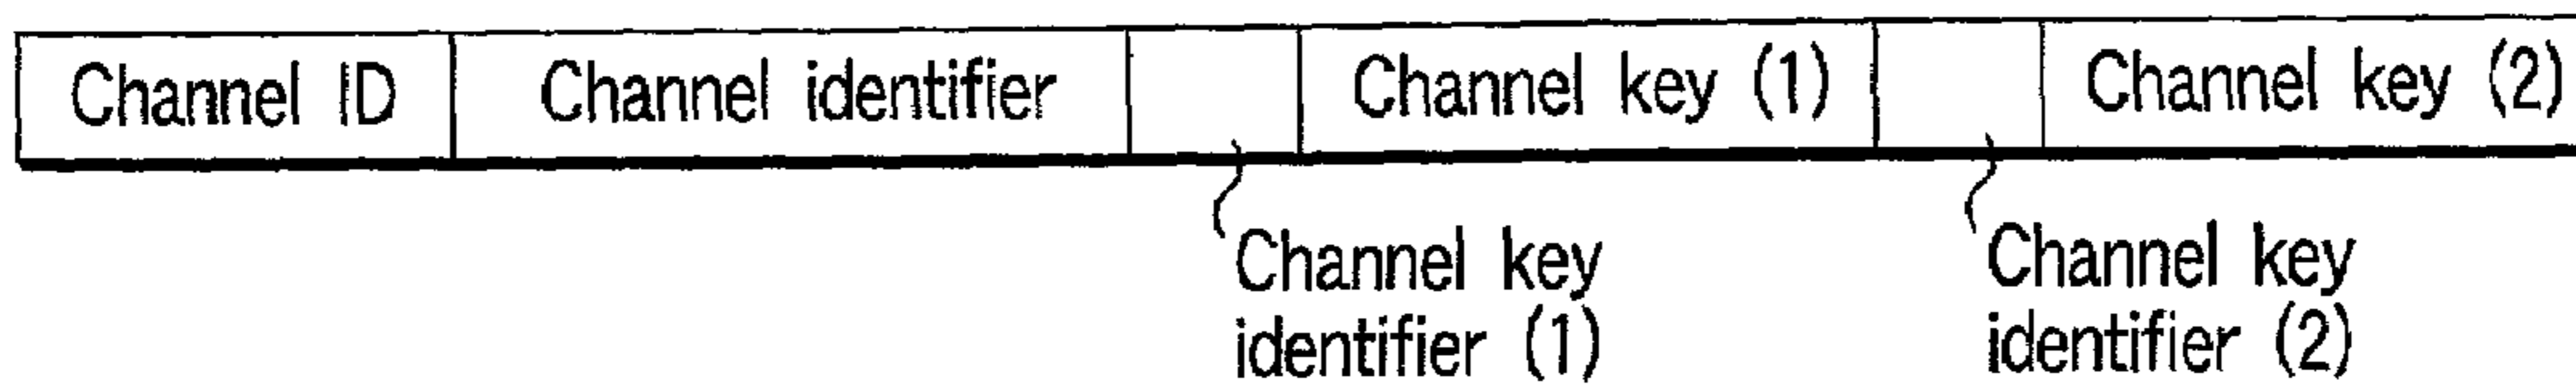 Channel ID Channel identifier Channel key (1) Channel key (2)
Channel key
identifier (1)
Channel key
identifier (2)